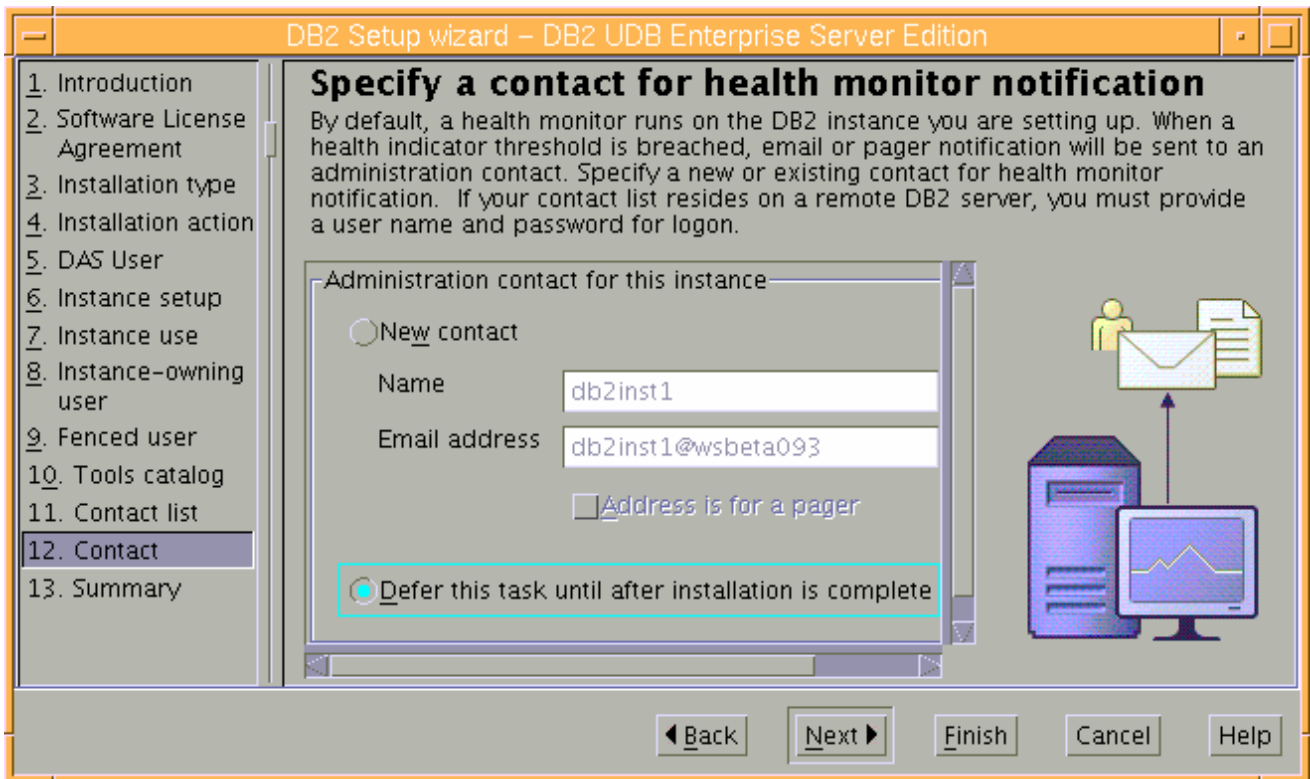 DB2 Setup wizard – DB2 UDB Enterprise Server Edition
1. Introduction
2. Software License
Agreement
3. Installation type
4. Installation action
5. DAS User
6. Instance setup
7. Instance use
8. Instance-owning
user
9. Fenced user
10. Tools catalog
11. Contact list
12. Contact
13. Summary
Specify a contact for health monitor notification
By default, a health monitor runs on the DB2 instance you are setting up. When a
health indicator threshold is breached, email or pager notification will be sent to an
administration contact. Specify a new or existing contact for health monitor
notification. If your contact list resides on a remote DB2 server, you must provide
a user name and password for logon.
Administration contact for this instance
New contact
Name
db2inst1
Email address
db2inst1@wsbeta093
Address is for a pager
Defer this task until after installation is complete
Back
Next
Finish
Cancel
Help